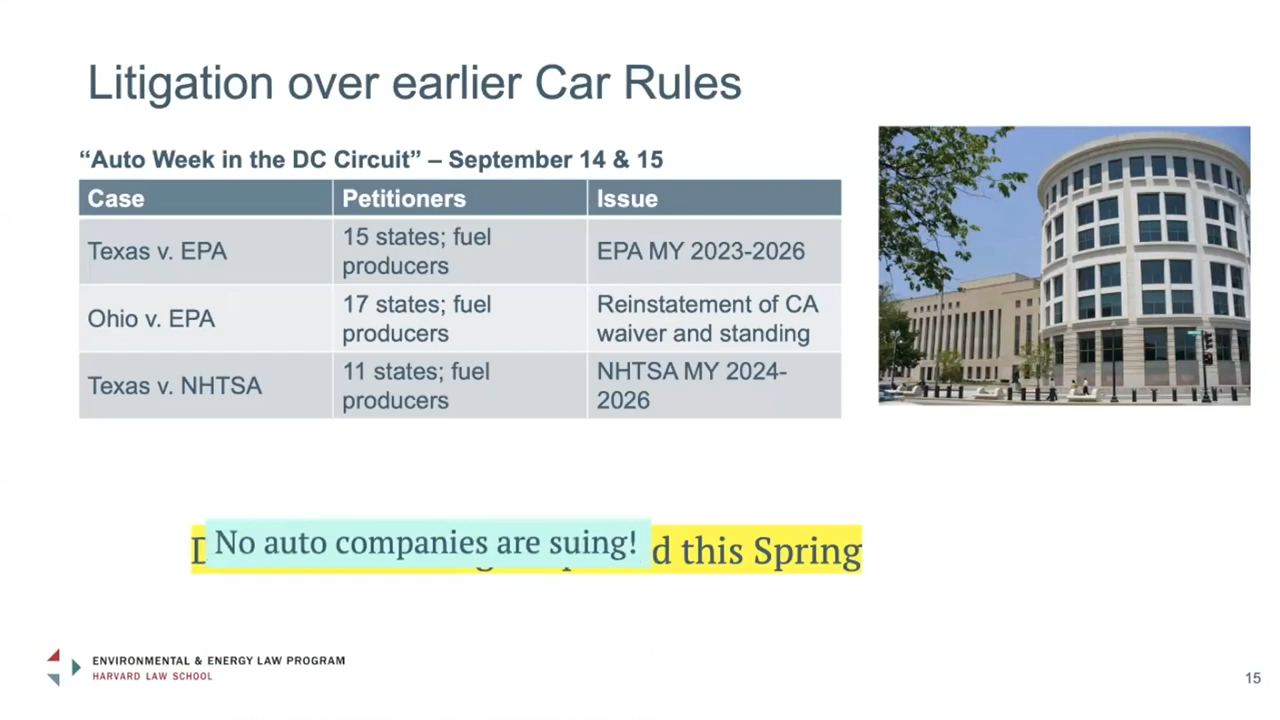 Litigation over earlier Car Rules
“Auto Week in the DC Circuit” – September 14 & 15
Case Petitioners Issue
Texas v. EPA 15 states; fuel producers EPA MY 2023-2026
Ohio v. EPA 17 states; fuel producers Reinstatement of CA waiver and standing
Texas v. NHTSA 11 states; fuel producers NHTSA MY 2024-2026
No auto companies are suing!
this Spring
ENVIRONMENTAL & ENERGY LAW PROGRAM
HARVARD LAW SCHOOL
15